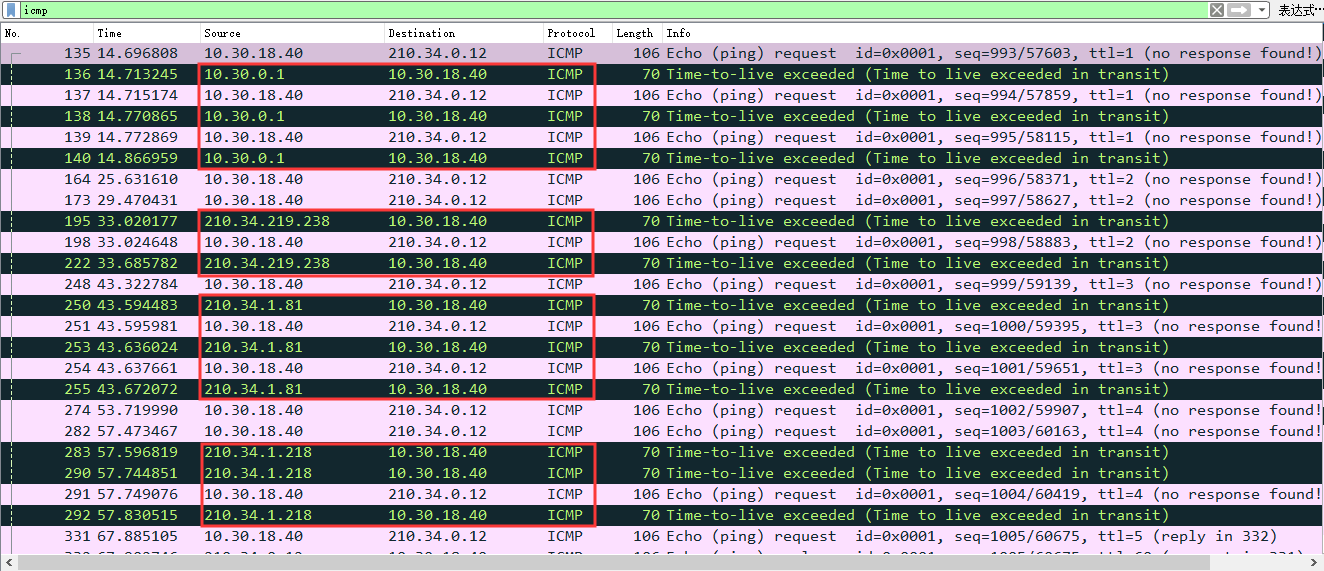 icmp 表达式…
No. Time Source Destination Protocol Length Info
135 14.696808 10.30.18.40 210.34.0.12 ICMP 106 Echo (ping) request id=0x0001, seq=993/57603, ttl=1 (no response found!)
136 14.713245 10.30.0.1 10.30.18.40 ICMP 70 Time-to-live exceeded (Time to live exceeded in transit)
137 14.715174 10.30.18.40 210.34.0.12 ICMP 106 Echo (ping) request id=0x0001, seq=994/57859, ttl=1 (no response found!)
138 14.770865 10.30.0.1 10.30.18.40 ICMP 70 Time-to-live exceeded (Time to live exceeded in transit)
139 14.772869 10.30.18.40 210.34.0.12 ICMP 106 Echo (ping) request id=0x0001, seq=995/58115, ttl=1 (no response found!)
140 14.866959 10.30.0.1 10.30.18.40 ICMP 70 Time-to-live exceeded (Time to live exceeded in transit)
164 25.631610 10.30.18.40 210.34.0.12 ICMP 106 Echo (ping) request id=0x0001, seq=996/58371, ttl=2 (no response found!)
173 29.470431 10.30.18.40 210.34.0.12 ICMP 106 Echo (ping) request id=0x0001, seq=997/58627, ttl=2 (no response found!)
195 33.020177 210.34.219.238 10.30.18.40 ICMP 70 Time-to-live exceeded (Time to live exceeded in transit)
198 33.024648 10.30.18.40 210.34.0.12 ICMP 106 Echo (ping) request id=0x0001, seq=998/58883, ttl=2 (no response found!)
222 33.685782 210.34.219.238 10.30.18.40 ICMP 70 Time-to-live exceeded (Time to live exceeded in transit)
248 43.322784 10.30.18.40 210.34.0.12 ICMP 106 Echo (ping) request id=0x0001, seq=999/59139, ttl=3 (no response found!)
250 43.594483 210.34.1.81 10.30.18.40 ICMP 70 Time-to-live exceeded (Time to live exceeded in transit)
251 43.595981 10.30.18.40 210.34.0.12 ICMP 106 Echo (ping) request id=0x0001, seq=1000/59395, ttl=3 (no response found!
253 43.636024 210.34.1.81 10.30.18.40 ICMP 70 Time-to-live exceeded (Time to live exceeded in transit)
254 43.637661 10.30.18.40 210.34.0.12 ICMP 106 Echo (ping) request id=0x0001, seq=1001/59651, ttl=3 (no response found!
255 43.672072 210.34.1.81 10.30.18.40 ICMP 70 Time-to-live exceeded (Time to live exceeded in transit)
274 53.719990 10.30.18.40 210.34.0.12 ICMP 106 Echo (ping) request id=0x0001, seq=1002/59907, ttl=4 (no response found!
282 57.473467 10.30.18.40 210.34.0.12 ICMP 106 Echo (ping) request id=0x0001, seq=1003/60163, ttl=4 (no response found!
283 57.596819 210.34.1.218 10.30.18.40 ICMP 70 Time-to-live exceeded (Time to live exceeded in transit)
290 57.744851 210.34.1.218 10.30.18.40 ICMP 70 Time-to-live exceeded (Time to live exceeded in transit)
291 57.749076 10.30.18.40 210.34.0.12 ICMP 106 Echo (ping) request id=0x0001, seq=1004/60419, ttl=4 (no response found!
292 57.830515 210.34.1.218 10.30.18.40 ICMP 70 Time-to-live exceeded (Time to live exceeded in transit)
331 67.885105 10.30.18.40 210.34.0.12 ICMP 106 Echo (ping) request id=0x0001, seq=1005/60675, ttl=5 (reply in 332)